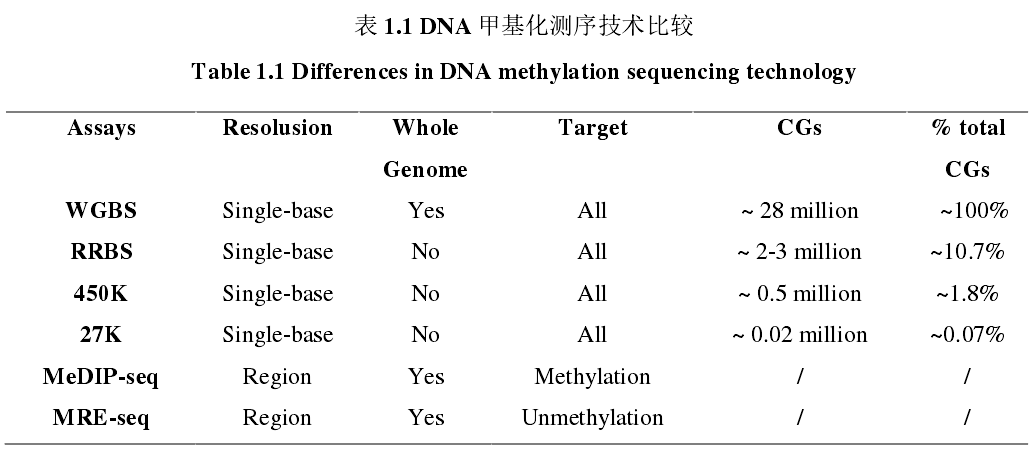 表 1.1 DNA 甲基化测序技术比较
Table 1.1 Differences in DNA methylation sequencing technology
Assays Resolusion Whole Genome Target CGs % total CGs
WGBS Single-base Yes All ~ 28 million ~100%
RRBS Single-base No All ~ 2-3 million ~10.7%
450K Single-base No All ~ 0.5 million ~1.8%
27K Single-base No All ~ 0.02 million ~0.07%
MeDIP-seq Region Yes Methylation / /
MRE-seq Region Yes Unmethylation / /